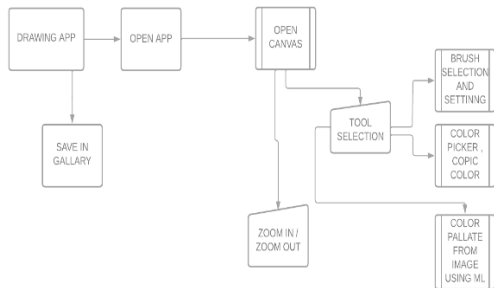 DRAWING APP
OPEN APP
OPEN
CANVAS
BRUSH
SELECTION
AND
SETTINNG
TOOL
SELECTION
COLOR
PICKER ,
COPIC
COLOR
SAVE IN
GALLARY
ZOOM IN /
ZOOM OUT
COLOR
PALLATE
FROM
IMAGE
USING ML